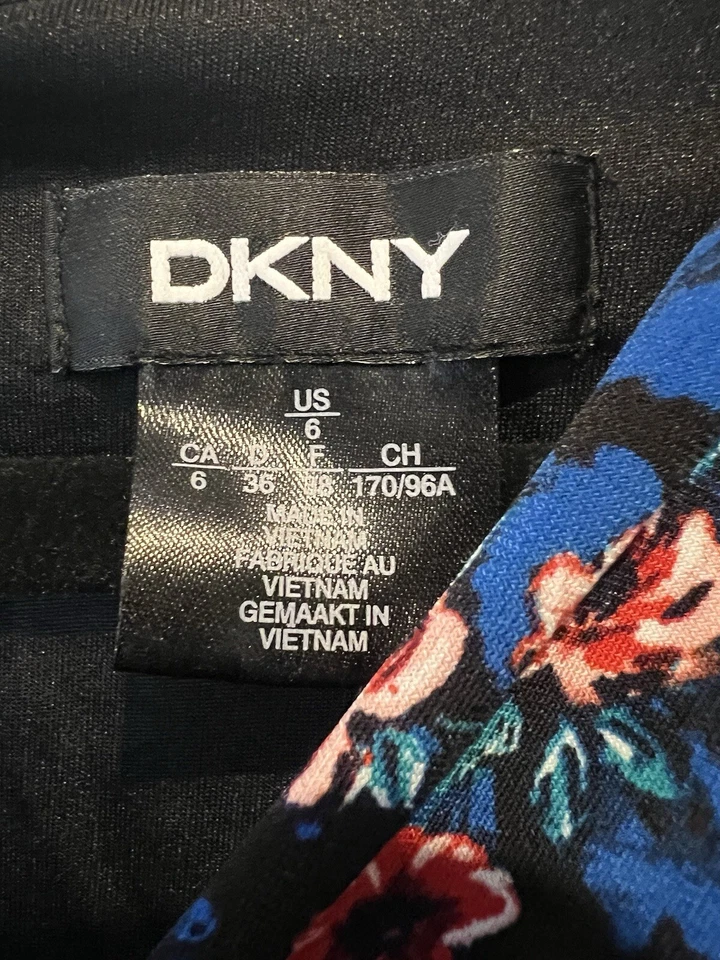 DKNY
US
6
CA D F CH
6 36 38 170/96A
MADE IN
VIETNAM
FABRIQUE AU
VIETNAM
GEMAAKT IN
VIETNAM